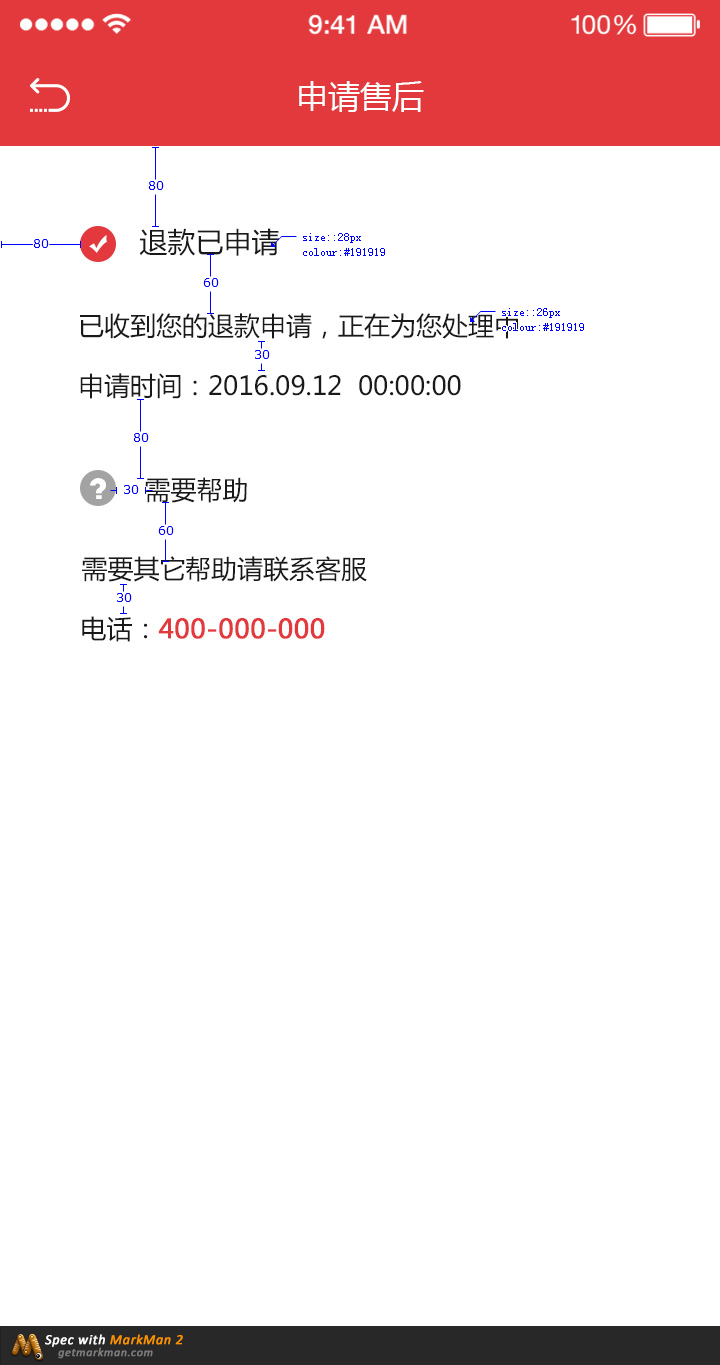 9:41 AM
100%
申请售后
80
80
退款已申请
size::28px
colour:#191919
60
已收到您的退款申请，正在为您处理中
size::26px
colour:#191919
30
申请时间：2016.09.12 00:00:00
80
30
需要帮助
60
需要其它帮助请联系客服
30
电话：400-000-000
Spec with MarkMan 2
getmarkman.com